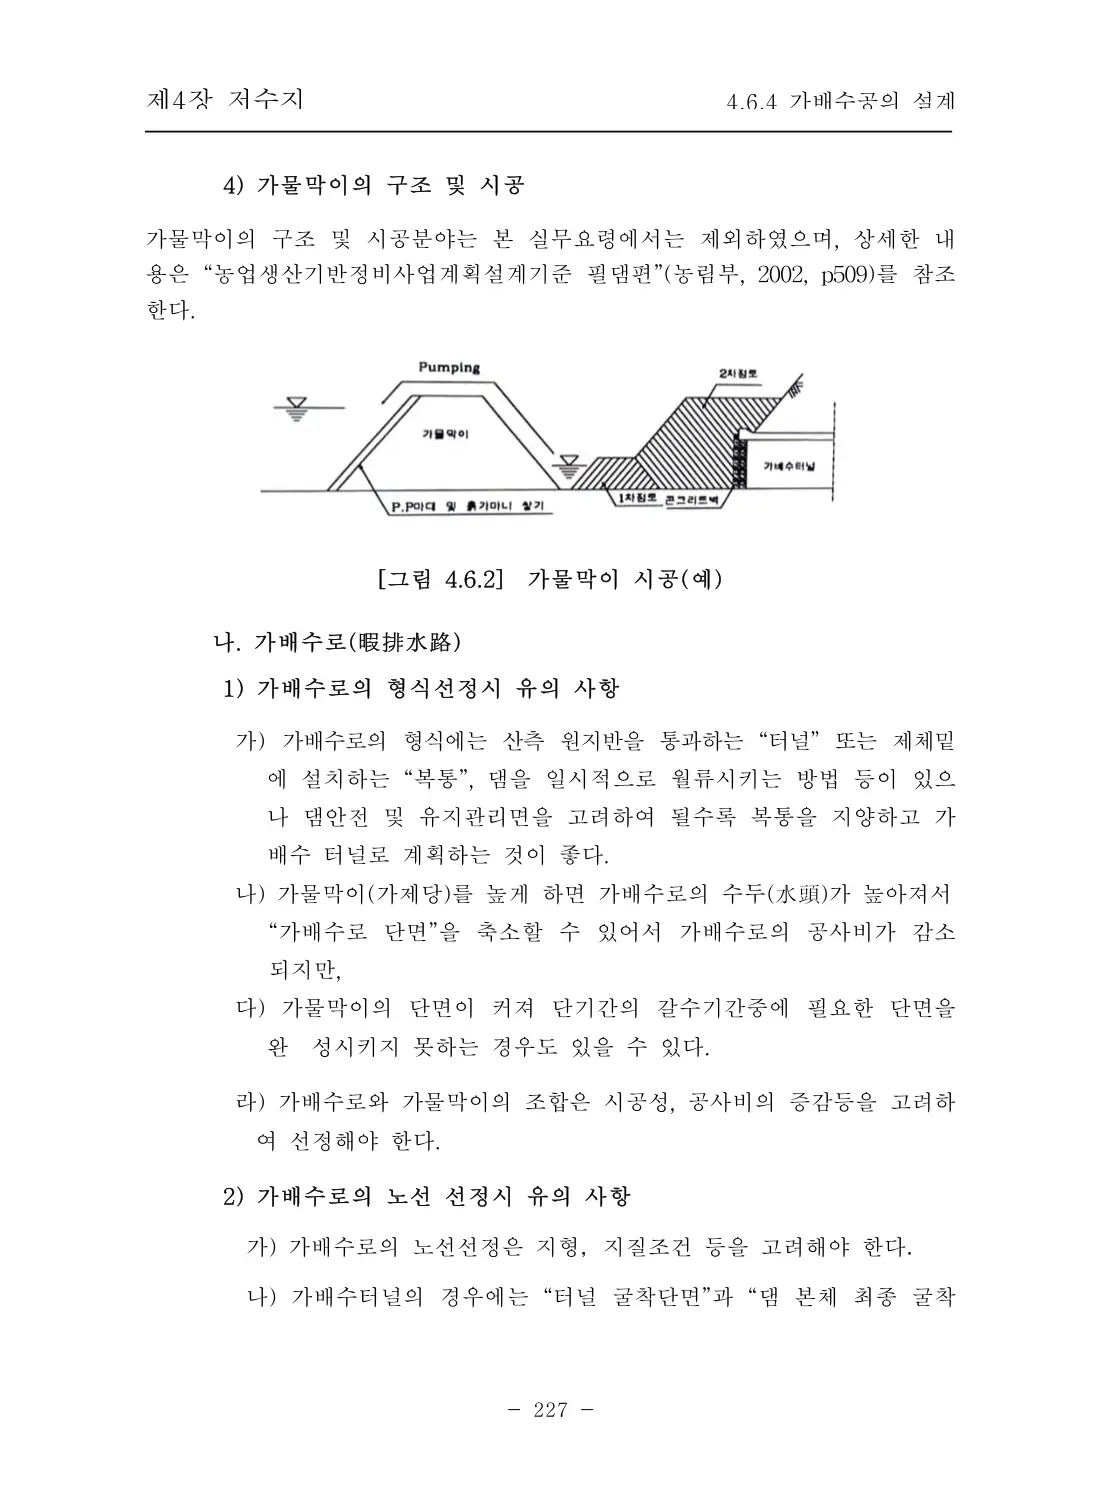 제4장 저수지
4.6.4 가배수공의 설계
4) 가물막이의 구조 및 시공
가물막이의 구조 및 시공분야는 본 실무요령에서는 제외하였으며, 상세한 내
용은 “농업생산기반정비사업계획설계기준 필댐편”(농림부, 2002, p509)를 참조
한다.
Pumping
2차점토
가물막이
가배수터널
1차점토
콘크리트벽
P.P마대 및 흙가마니 쌓기
[그림 4.6.2] 가물막이 시공(예)
나. 가배수로(暇排水路)
1) 가배수로의 형식선정시 유의 사항
가) 가배수로의 형식에는 산측 원지반을 통과하는 “터널” 또는 제체밑
에 설치하는 “복통”, 댐을 일시적으로 월류시키는 방법 등이 있으
나 댐안전 및 유지관리면을 고려하여 될수록 복통을 지양하고 가
배수 터널로 계획하는 것이 좋다.
나) 가물막이(가제당)를 높게 하면 가배수로의 수두(水頭)가 높아져서
“가배수로 단면”을 축소할 수 있어서 가배수로의 공사비가 감소
되지만,
다) 가물막이의 단면이 커져 단기간의 갈수기간중에 필요한 단면을
완 성시키지 못하는 경우도 있을 수 있다.
라) 가배수로와 가물막이의 조합은 시공성, 공사비의 증감등을 고려하
여 선정해야 한다.
2) 가배수로의 노선 선정시 유의 사항
가) 가배수로의 노선선정은 지형, 지질조건 등을 고려해야 한다.
나) 가배수터널의 경우에는 “터널 굴착단면”과 “댐 본체 최종 굴착
- 227 -